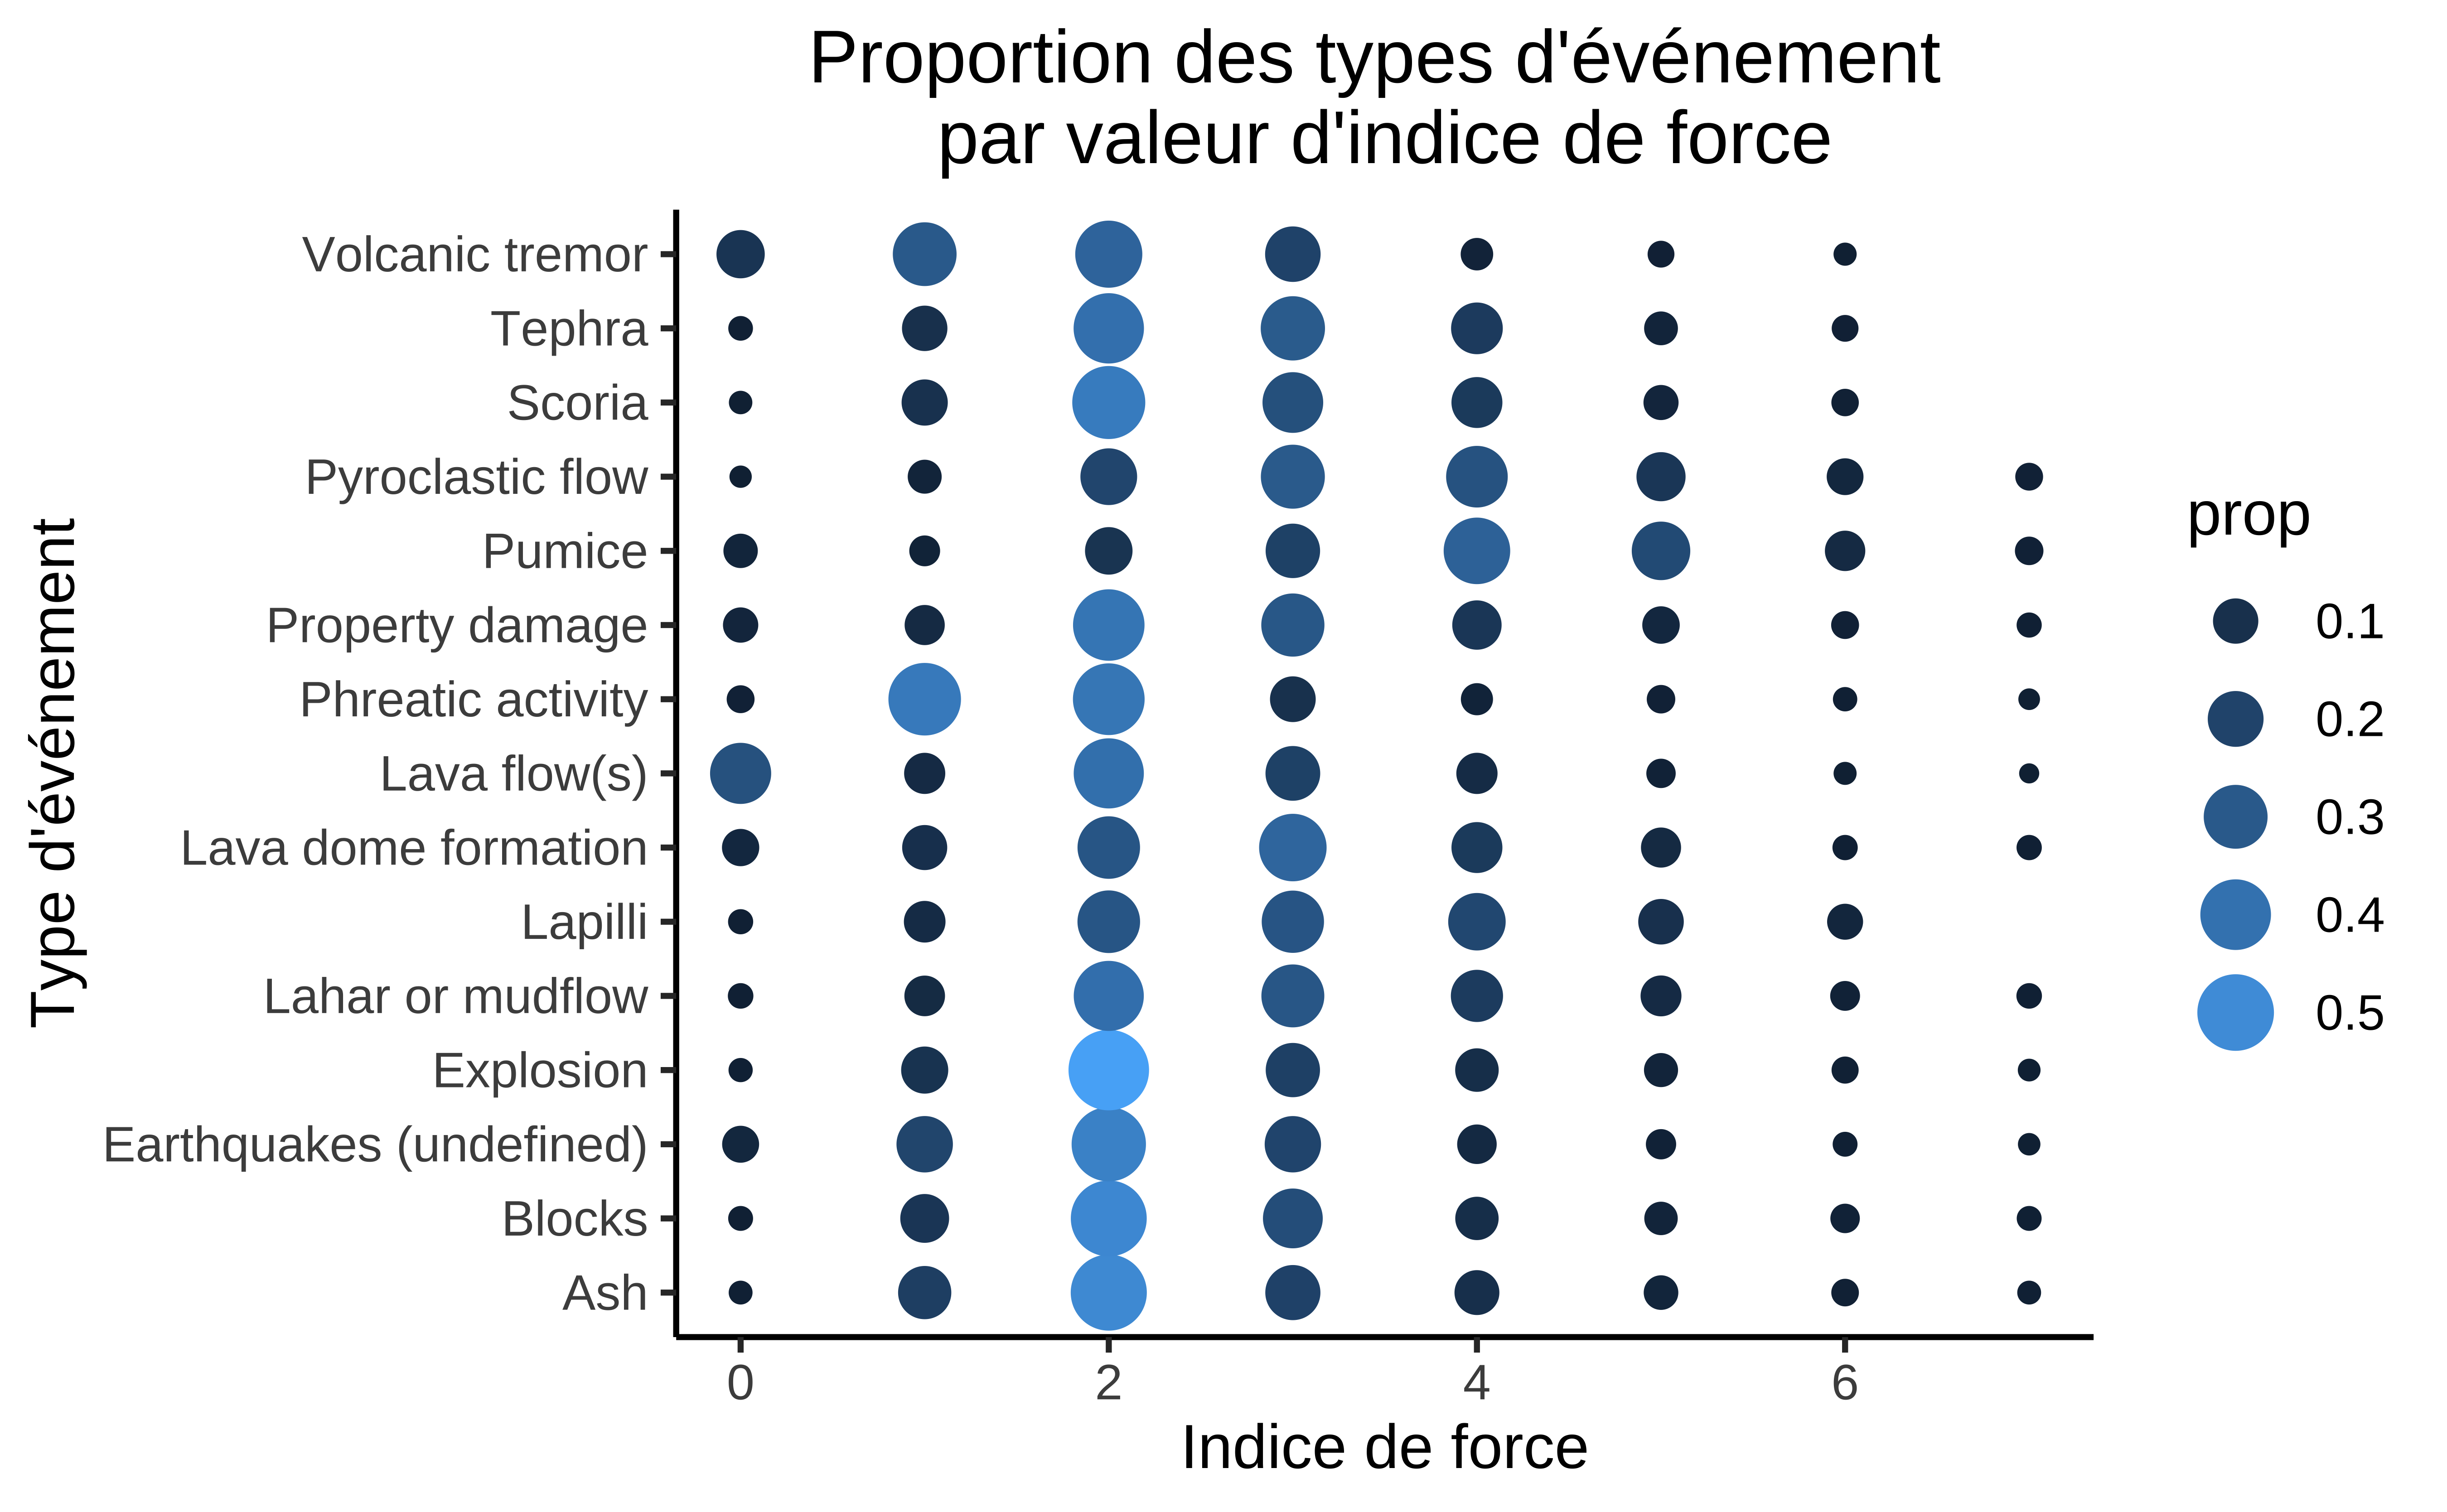 Proportion des types d'événement
par valeur d'indice de force
Type d'événement
Volcanic tremor
Tephra
Scoria
Pyroclastic flow
Pumice
Property damage
Phreatic activity
Lava flow(s)
Lava dome formation
Lapilli
Lahar or mudflow
Explosion
Earthquakes (undefined)
Blocks
Ash
0 2 4 6
Indice de force
prop
0.1
0.2
0.3
0.4
0.5